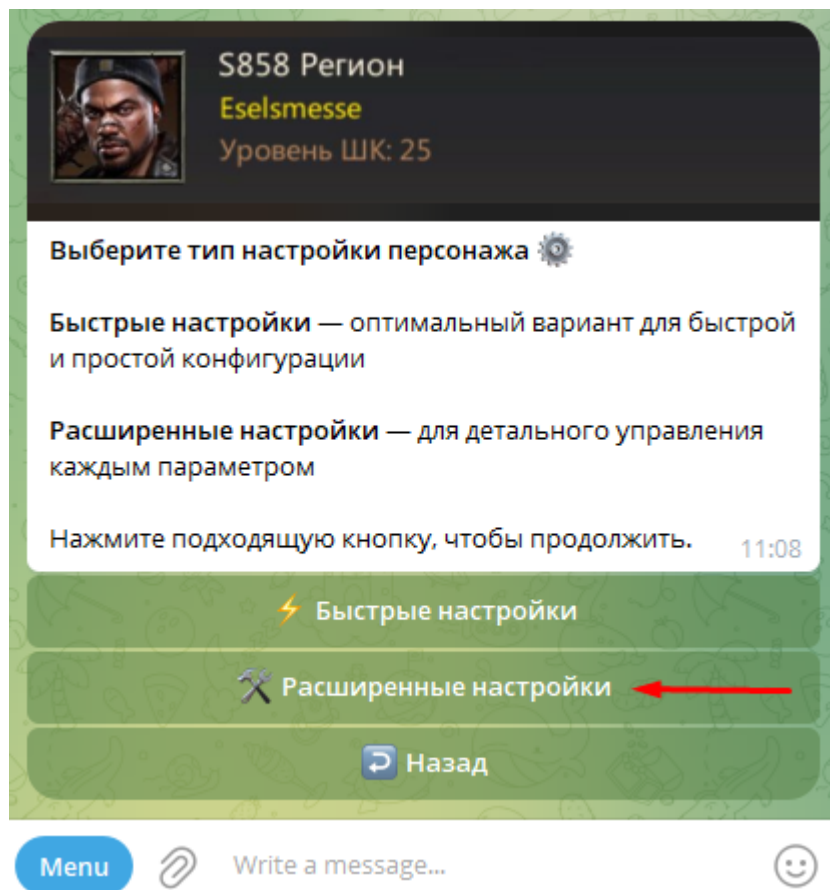 S858 Регион
Eselsmesse
Уровень ШК: 25
Выберите тип настройки персонажа
Быстрые настройки — оптимальный вариант для быстрой
и простой конфигурации
Расширенные настройки — для детального управления
каждым параметром
Нажмите подходящую кнопку, чтобы продолжить.
11:08
Быстрые настройки
Расширенные настройки
Назад
Menu
Write a message...